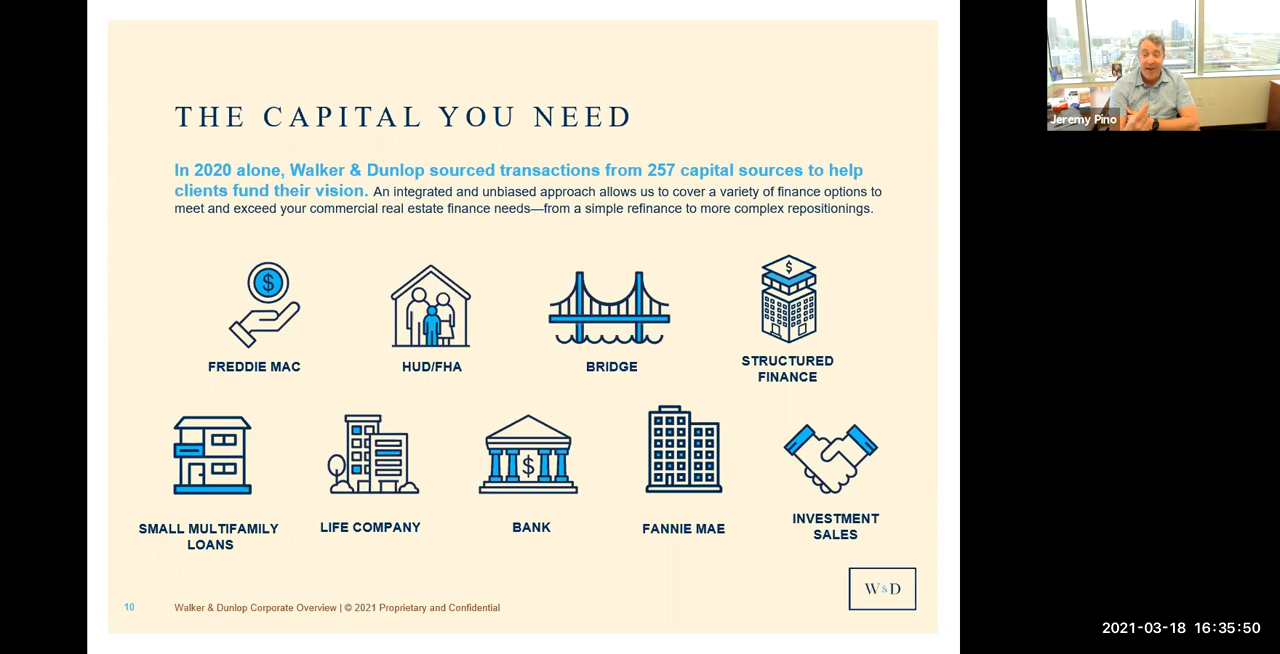 THE CAPITAL YOU NEED
In 2020 alone, Walker & Dunlop sourced transactions from 257 capital sources to help
clients fund their vision. An integrated and unbiased approach allows us to cover a variety of finance options to
meet and exceed your commercial real estate finance needs—from a simple refinance to more complex repositionings.
$
$
FREDDIE MAC
HUD/FHA
BRIDGE
STRUCTURED
FINANCE
$
SMALL MULTIFAMILY
LOANS
LIFE COMPANY
BANK
FANNIE MAE
INVESTMENT
SALES
W&D
10
Walker & Dunlop Corporate Overview | © 2021 Proprietary and Confidential
Jeremy Pino
2021-03-18 16:35:50